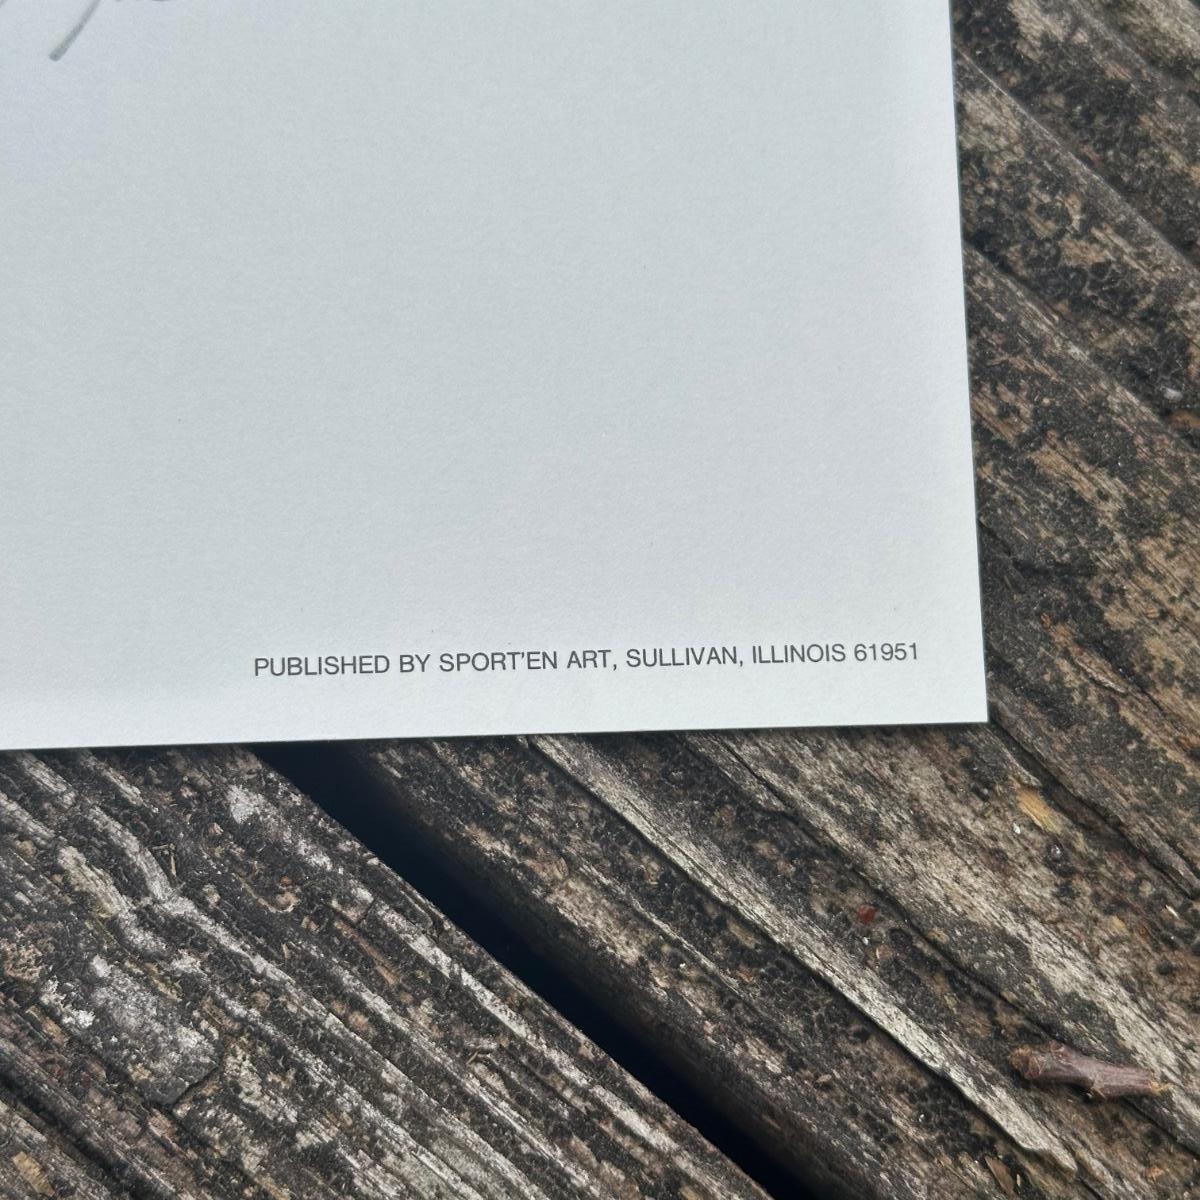 PUBLISHED BY SPORT'EN ART, SULLIVAN, ILLINOIS 61951